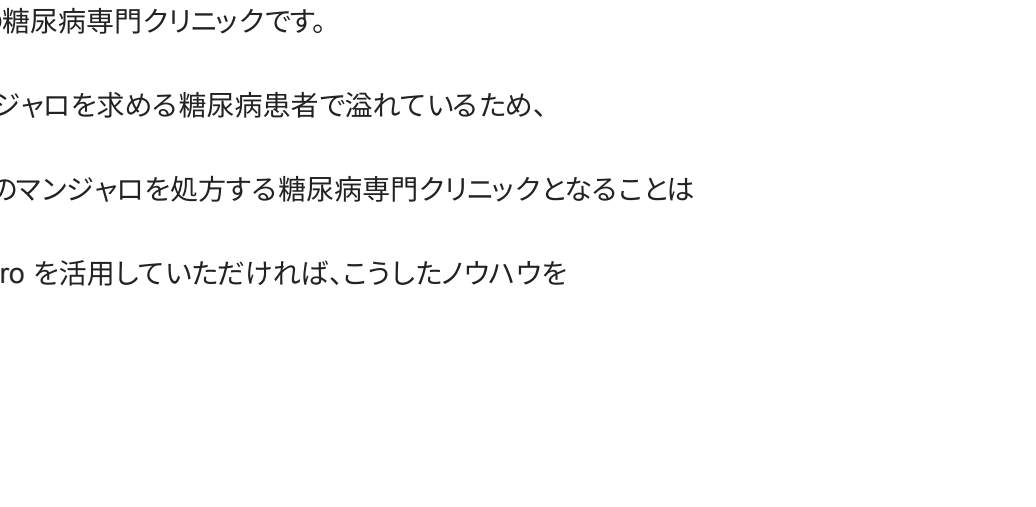 糖尿病専門クリニックです。
ジャロを求める糖尿病患者で溢れているため、
のマンジャロを処方する糖尿病専門クリニックとなることは
ro を活用していただければ、こうしたノウハウを